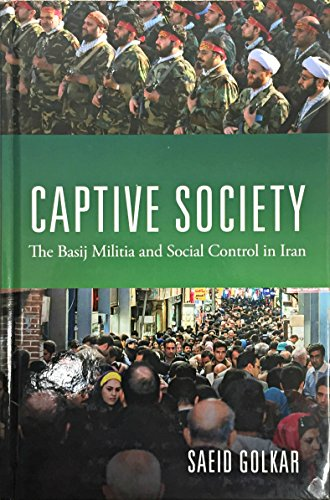 CAPTIVE SOCIETY
The Basij Militia and Social Control in Iran
SAEID GOLKAR